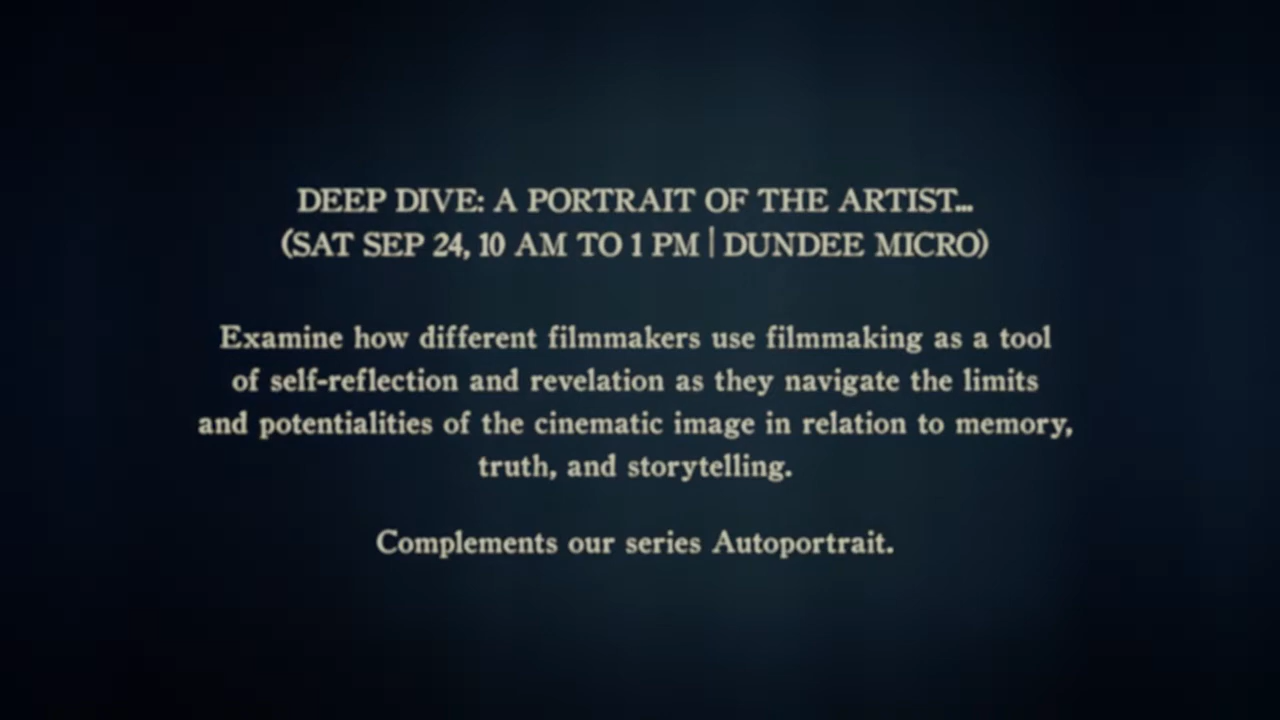 DEEP DIVE: A PORTRAIT OF THE ARTIST...
(SAT SEP 24, 10 AM TO 1 PM | DUNDEE MICRO)
Examine how different filmmakers use filmmaking as a tool
of self-reflection and revelation as they navigate the limits
and potentialities of the cinematic image in relation to memory,
truth, and storytelling.
Complements our series Autoportrait.